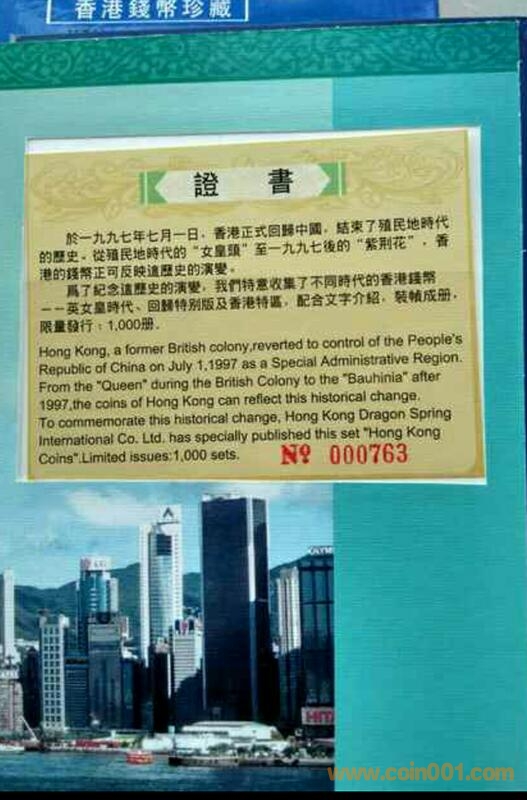 香港錢幣珍藏
證 書
於一九九七年七月一日，香港正式回歸中國，結束了殖民地時代
的歷史。從殖民地時代的“女皇頭”至一九九七後的“紫荆花”，香
港的錢幣正可反映這歷史的演變。
爲了紀念這歷史的演變，我們特意收集了不同時代的香港錢幣
——英女皇時代、回歸特别版及香港特區，配合文字介紹，裝幀成册，
限量發行：1,000册．
Hong Kong, a former British colony,reverted to control of the People's
Republic of China on July 1,1997 as a Special Administrative Region.
From the "Queen" during the British Colony to the "Bauhinia" after
1997,the coins of Hong Kong can reflect this historical change.
To commemorate this historical change, Hong Kong Dragon Spring
International Co. Ltd. has specially published this set "Hong Kong
Coins".Limited issues:1,000 sets.
Nº 000763
OLYMP
HIT
www.coin001.com